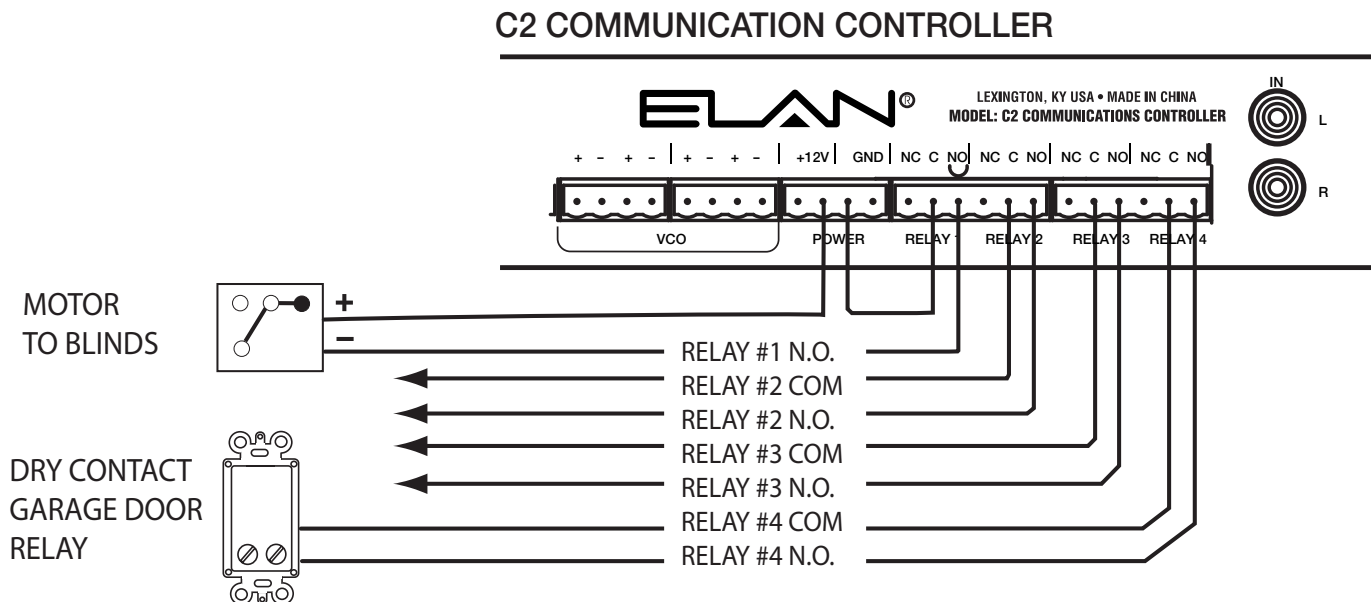 C2 COMMUNICATION CONTROLLER
ELAN®
LEXINGTON, KY USA • MADE IN CHINA
MODEL: C2 COMMUNICATIONS CONTROLLER
IN
L
R
+ - + - + - + - +12V GND NC C NO NC C NO NC C NO NC C NO
VCO POWER RELAY 1 RELAY 2 RELAY 3 RELAY 4
MOTOR
TO BLINDS
+
-
RELAY #1 N.O.
RELAY #2 COM
RELAY #2 N.O.
RELAY #3 COM
RELAY #3 N.O.
RELAY #4 COM
RELAY #4 N.O.
DRY CONTACT
GARAGE DOOR
RELAY